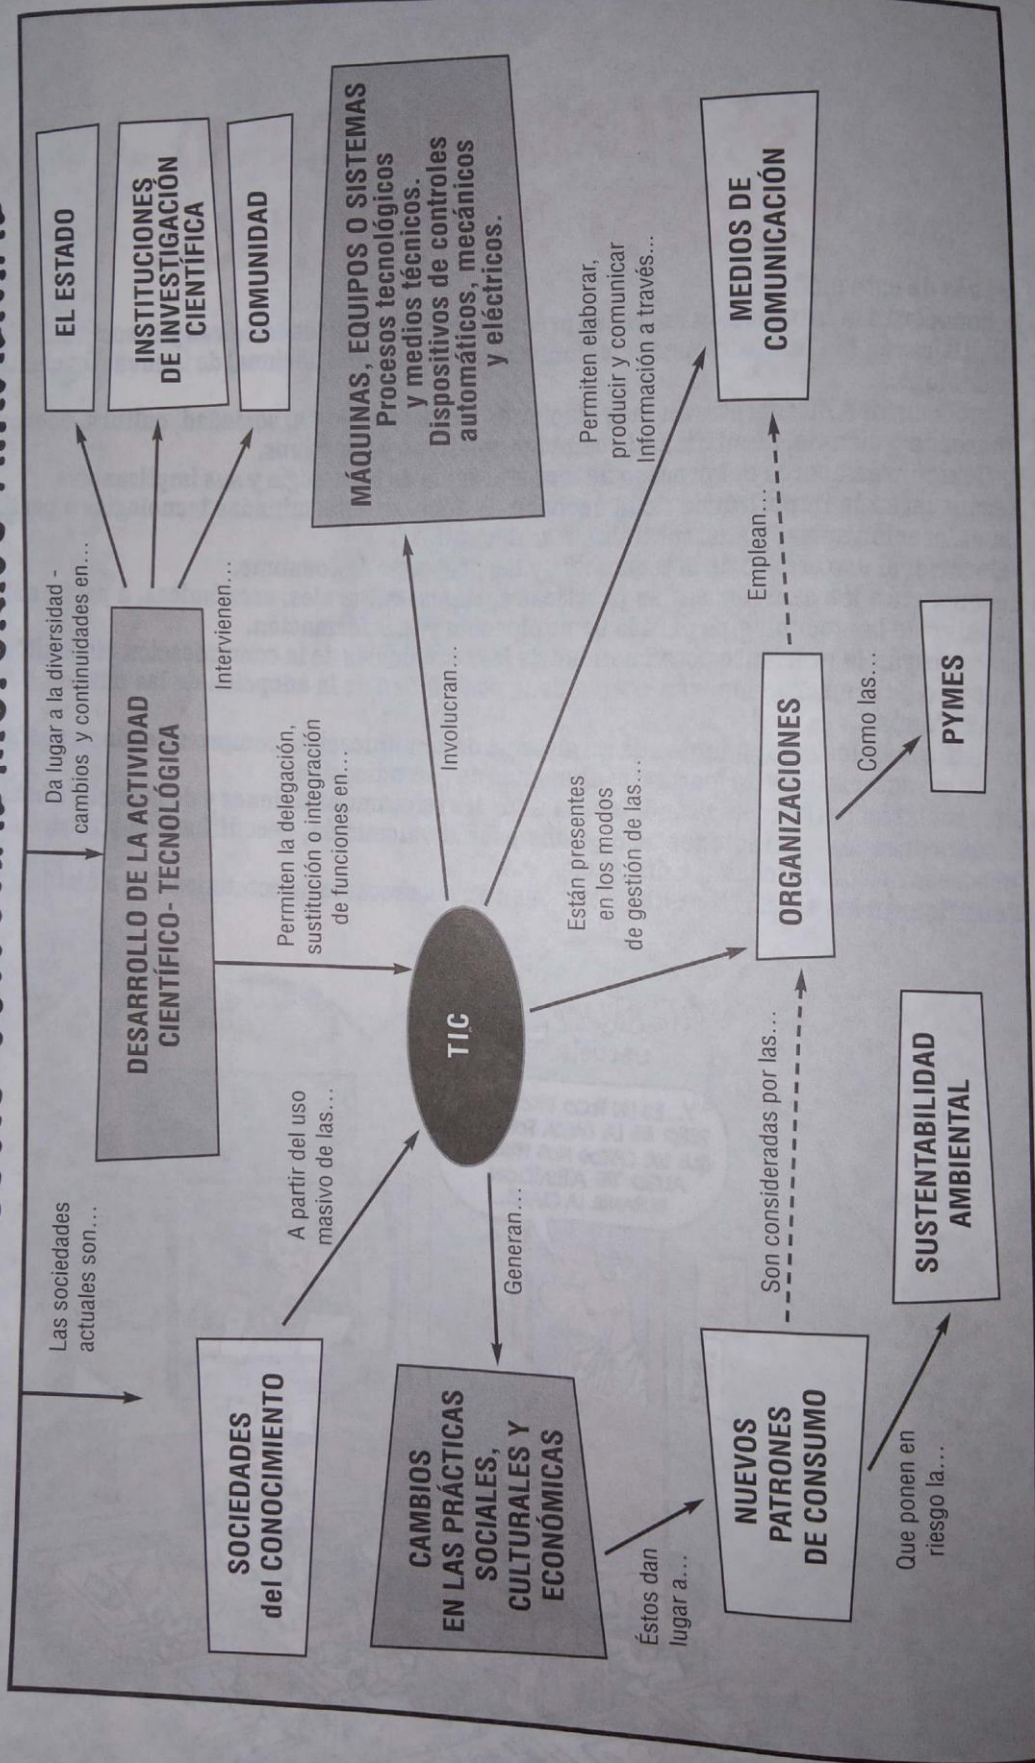 Las sociedades
actuales son...
Da lugar a la diversidad -
cambios y continuidades en...
SOCIEDADES
del CONOCIMIENTO
A partir del uso
masivo de las...
DESARROLLO DE LA ACTIVIDAD
CIENTÍFICO- TECNOLÓGICA
Intervienen...
EL ESTADO
INSTITUCIONES
DE INVESTIGACIÓN
CIENTÍFICA
COMUNIDAD
Permiten la delegación,
sustitución o integración
de funciones en...
TIC
Involucran...
MÁQUINAS, EQUIPOS O SISTEMAS
Procesos tecnológicos
y medios técnicos.
Dispositivos de controles
automáticos, mecánicos
y eléctricos.
Generan...
CAMBIOS
EN LAS PRÁCTICAS
SOCIALES,
CULTURALES Y
ECONÓMICAS
Están presentes
en los modos
de gestión de las...
Permiten elaborar,
producir y comunicar
Información a través...
Éstos dan
lugar a...
NUEVOS
PATRONES
DE CONSUMO
Son consideradas por las...
ORGANIZACIONES
Emplean...
MEDIOS DE
COMUNICACIÓN
Que ponen en
riesgo la...
SUSTENTABILIDAD
AMBIENTAL
Como las...
PYMES